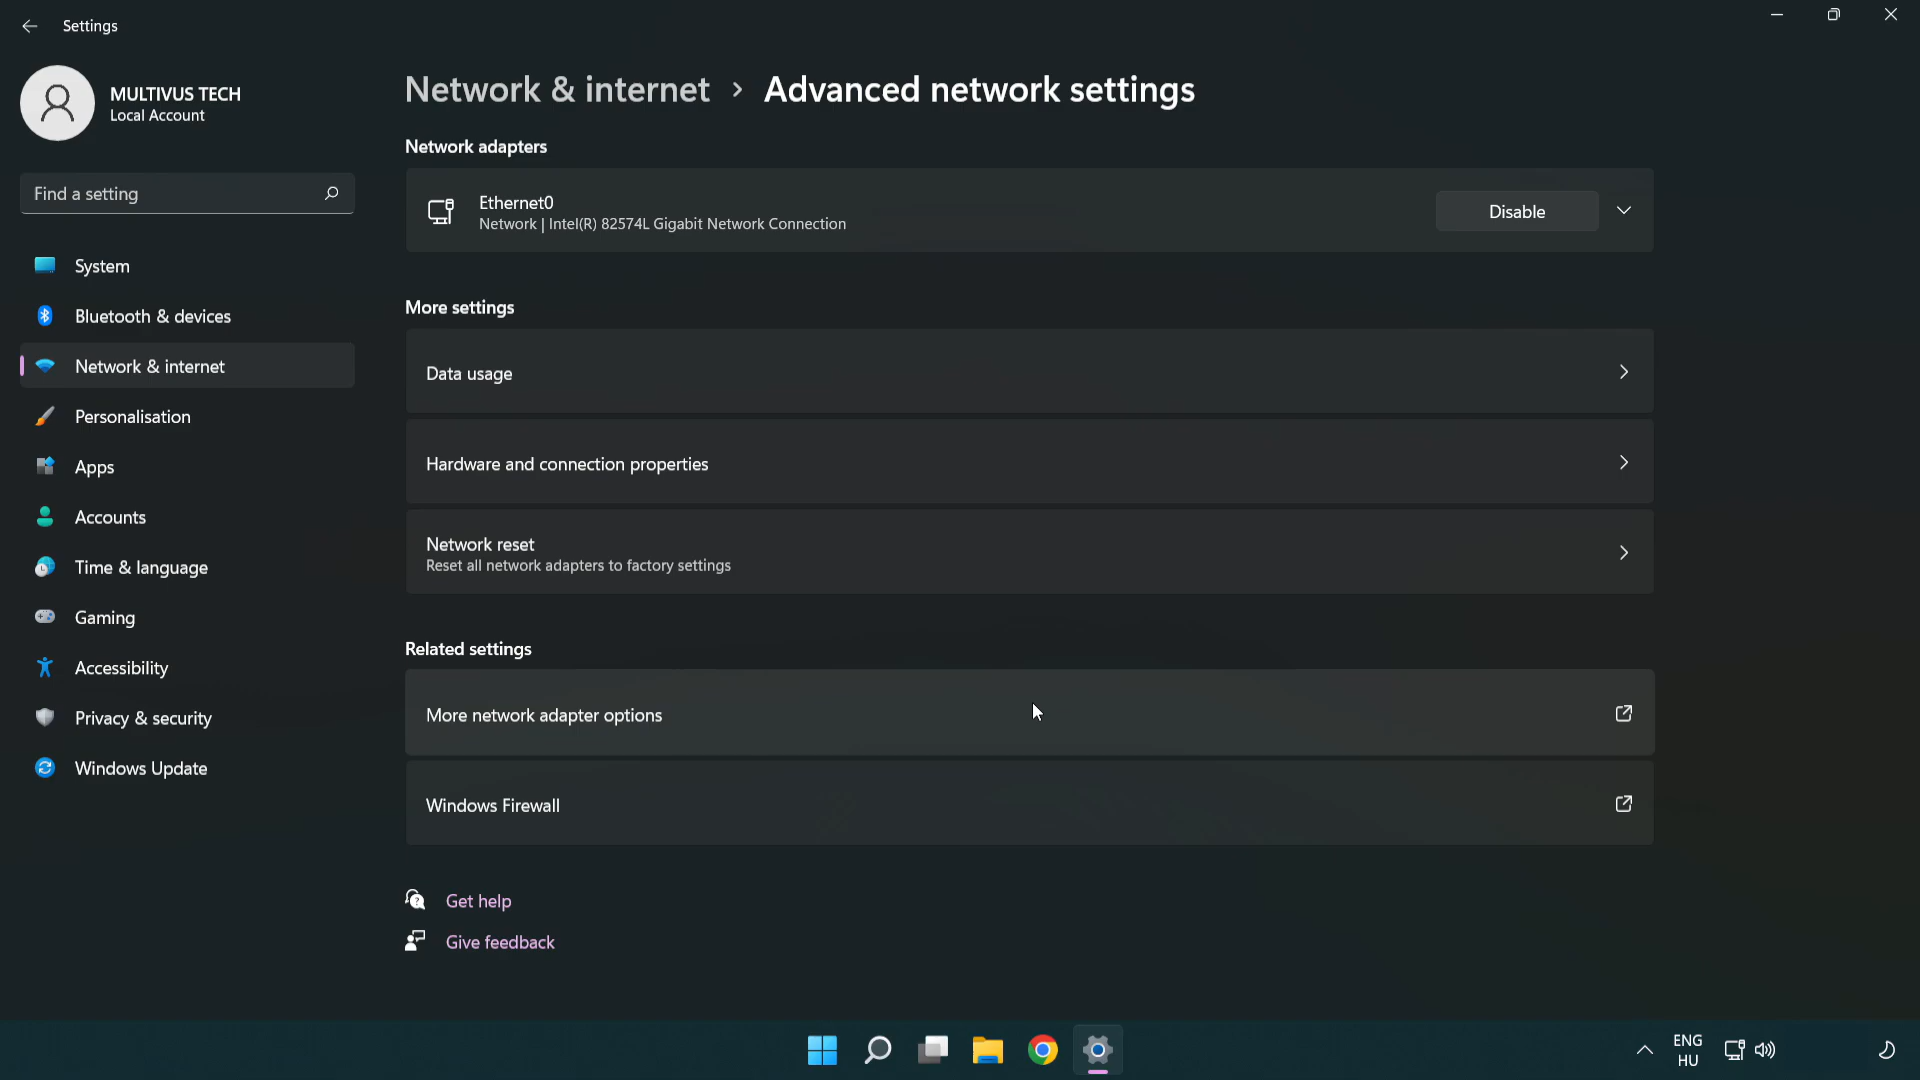 Settings
MULTIVUS TECH
Local Account
Find a setting
System
Bluetooth & devices
Network & internet
Personalisation
Apps
Accounts
Time & language
Gaming
Accessibility
Privacy & security
Windows Update
Network & internet › Advanced network settings
Network adapters
Ethernet0
Network | Intel(R) 82574L Gigabit Network Connection
Disable
More settings
Data usage
Hardware and connection properties
Network reset
Reset all network adapters to factory settings
Related settings
More network adapter options
Windows Firewall
Get help
Give feedback
ENG
HU